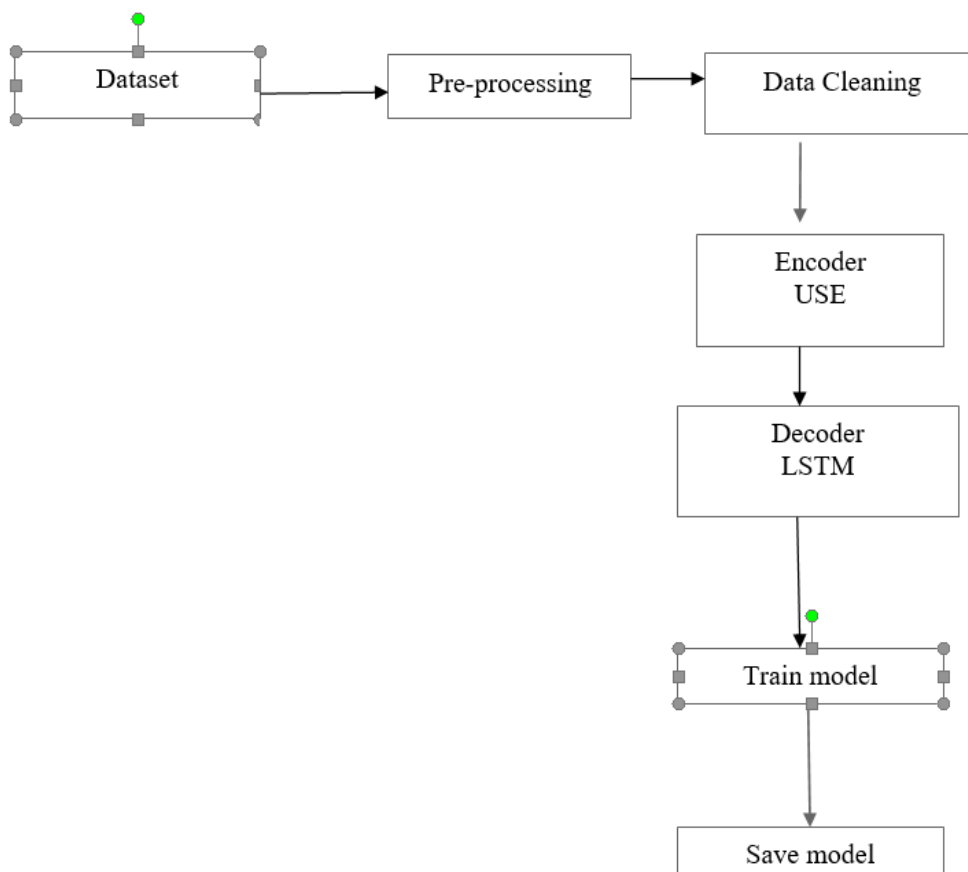 Dataset
Pre-processing
Data Cleaning
Encoder
USE
Decoder
LSTM
Train model
Save model